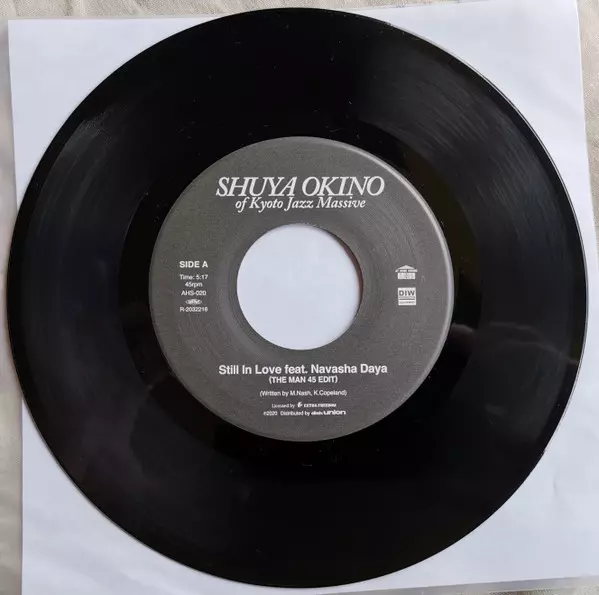 SHUYA OKINO
of Kyoto Jazz Massive
SIDE A
Time: 5:17
45rpm
AHS-020
R-2032218
DIW
Still In Love feat. Navasha Daya
(THE MAN 45 EDIT)
(Written by M.Nash, K.Copeland)
Licensed by EXTRA FREEDOM
℗2020 Distributed by diskunion